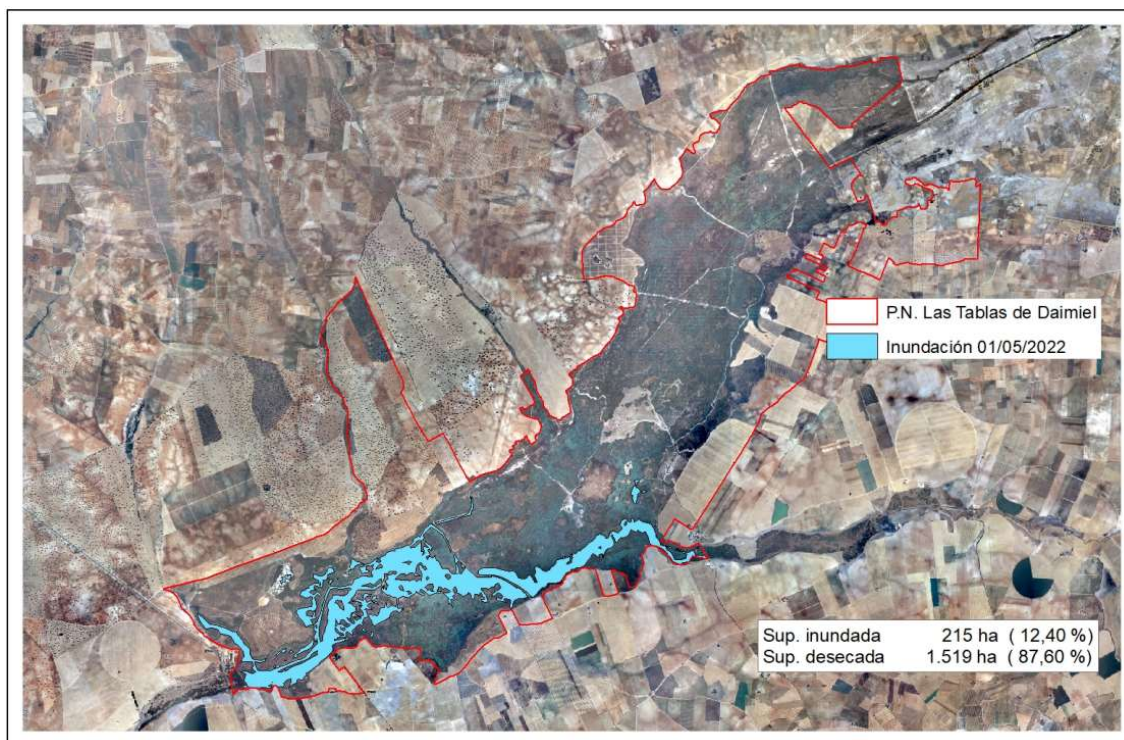 P.N. Las Tablas de Daimiel
Inundación 01/05/2022
Sup. inundada 215 ha ( 12,40 %)
Sup. desecada 1.519 ha ( 87,60 %)